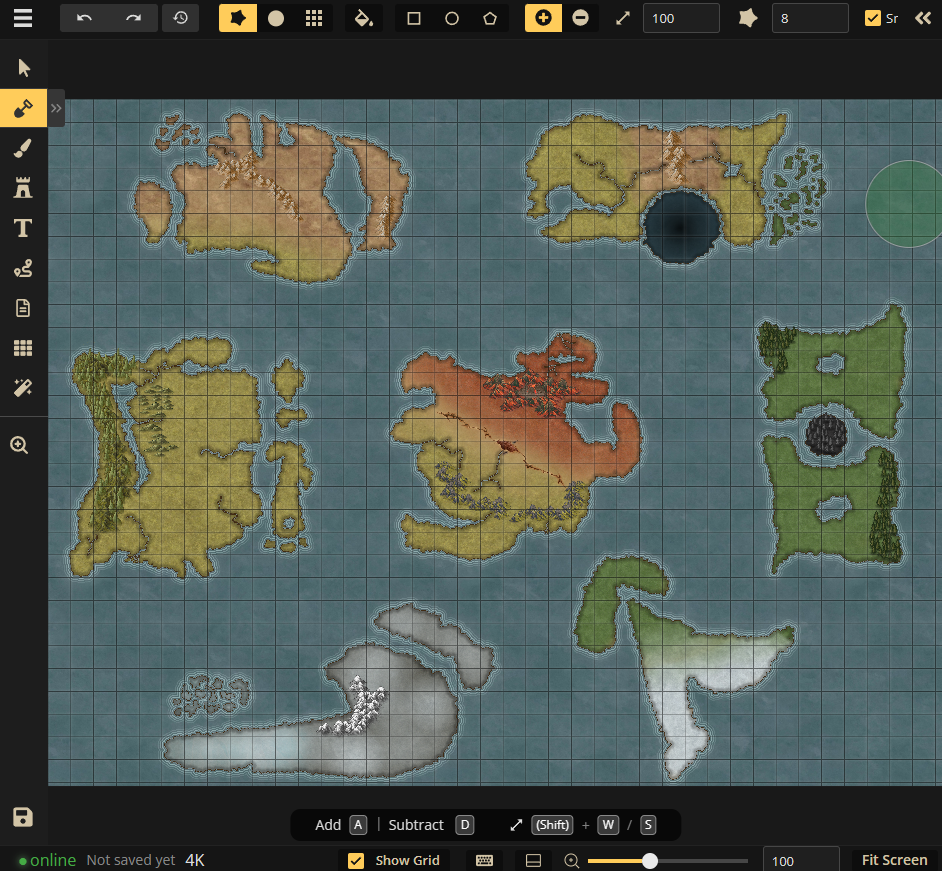 100
8
Sr
T
Add A | Subtract D (Shift) + W / S
online Not saved yet 4K Show Grid 100 Fit Screen